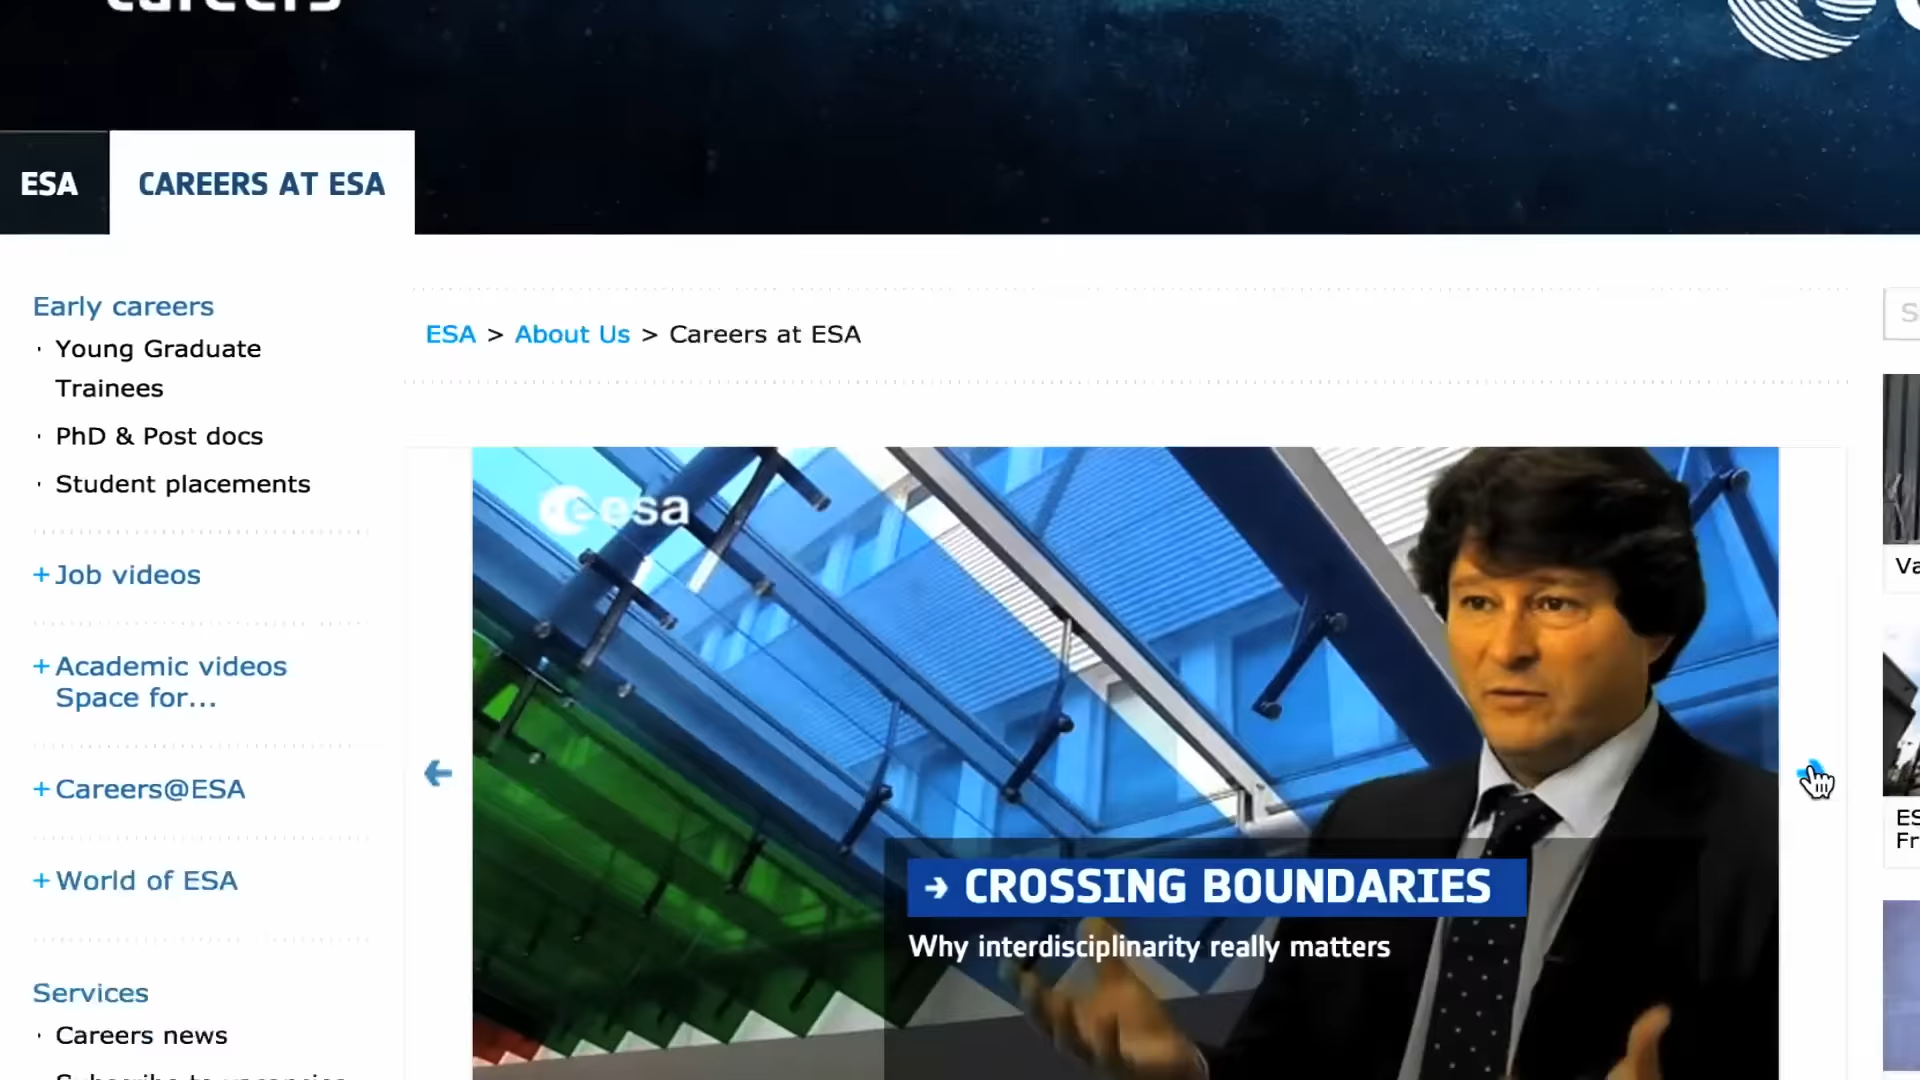 careers
ESA
CAREERS AT ESA
Early careers
· Young Graduate
Trainees
· PhD & Post docs
· Student placements
+ Job videos
+ Academic videos
Space for...
+ Careers@ESA
+ World of ESA
Services
· Careers news
ESA > About Us > Careers at ESA
esa
→ CROSSING BOUNDARIES
Why interdisciplinarity really matters